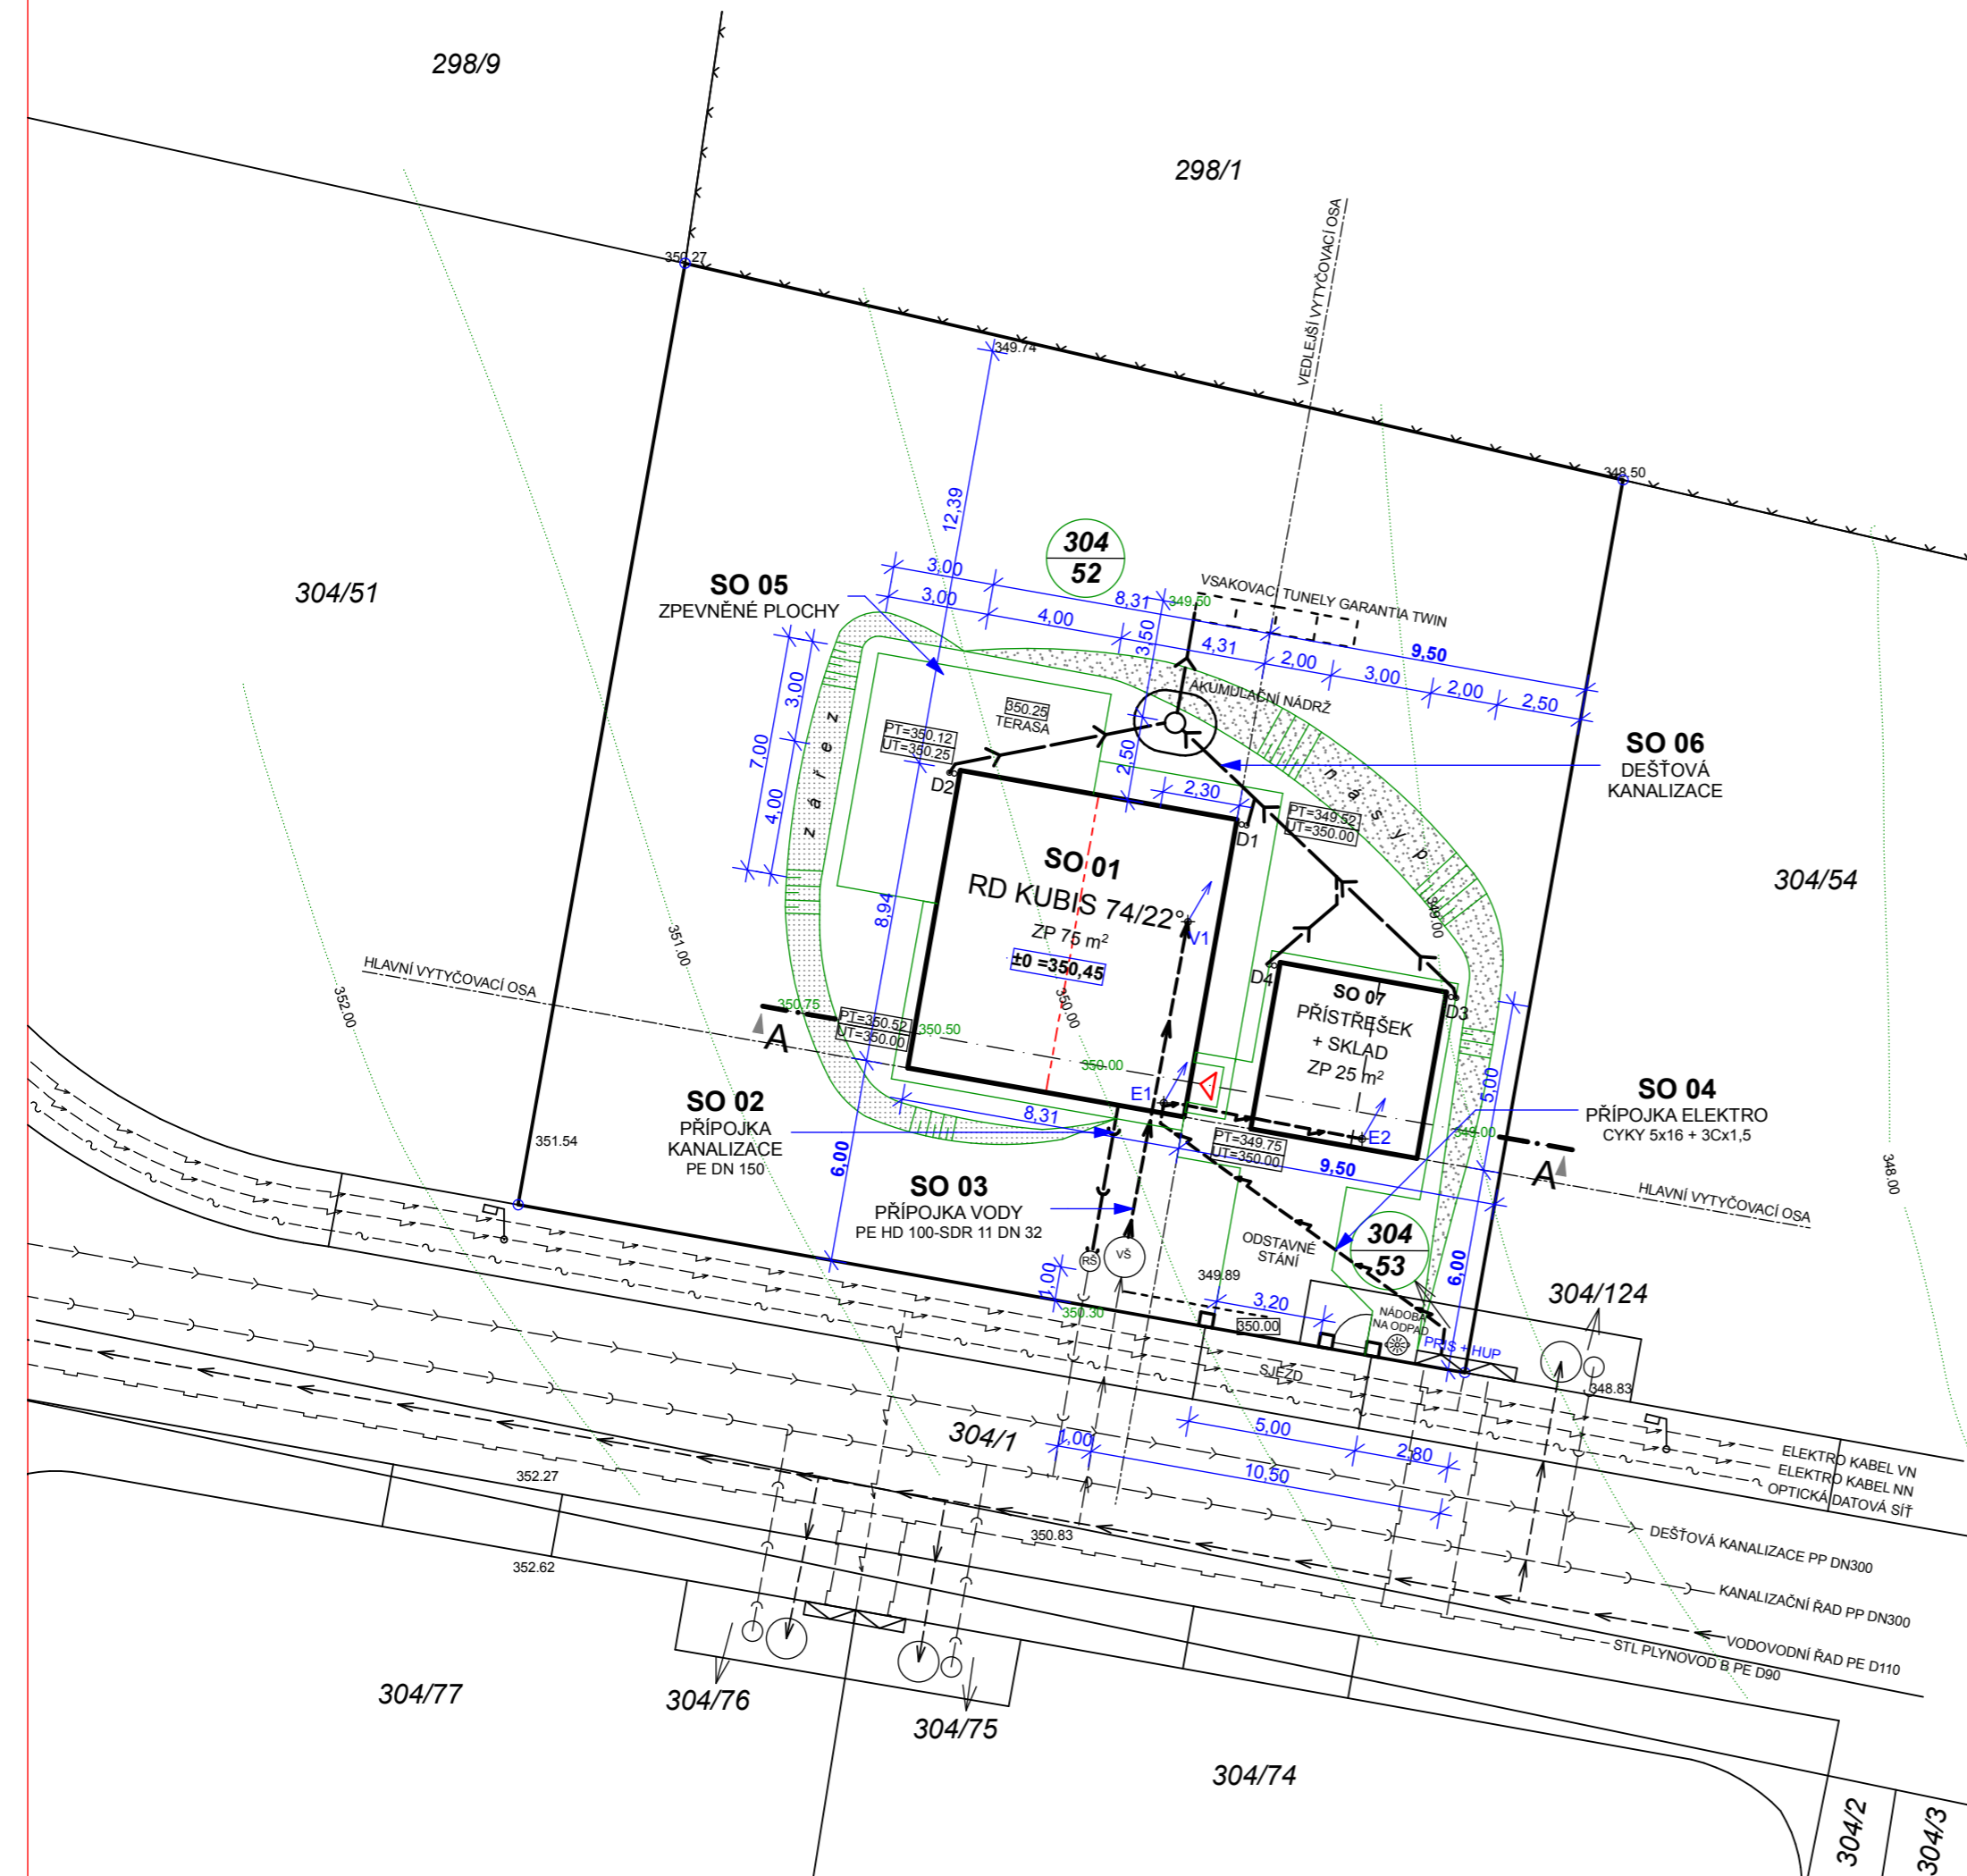 298/9
298/1
VEDLEJŠÍ VYTYČOVACÍ OSA
350.27
349.74
348.50
12,39
304
52
304/51
SO 05
ZPEVNĚNÉ PLOCHY
3,00
3,00
8,31
349.50
VSAKOVACÍ TUNELY GARANTIA TWIN
4,00
3,50
4,31
2,00
9,50
3,00
2,00
2,50
AKUMULAČNÍ NÁDRŽ
350.25
TERASA
PT=350.12
UT=350.25
3,00
7,00
4,00
zářez
D2
2,50
2,30
D1
násyp
PT=349.52
UT=350.00
SO 06
DEŠŤOVÁ
KANALIZACE
304/54
SO 01
RD KUBIS 74/22°
ZP 75 m²
±0 =350,45
V1
8,94
349.00
351.00
352.00
350.00
HLAVNÍ VYTYČOVACÍ OSA
350.75
PT=350.52
UT=350.00
350.50
350.00
A
D4
D3
SO 07
PŘÍSTŘEŠEK
+ SKLAD
ZP 25 m²
5,00
E1
E2
349.00
A
SO 04
PŘÍPOJKA ELEKTRO
CYKY 5x16 + 3Cx1,5
348.00
HLAVNÍ VYTYČOVACÍ OSA
SO 02
PŘÍPOJKA
KANALIZACE
PE DN 150
351.54
8,31
6,00
PT=349.75
UT=350.00
9,50
SO 03
PŘÍPOJKA VODY
PE HD 100-SDR 11 DN 32
RŠ
VŠ
ODSTAVNÉ
STÁNÍ
304
53
6,00
1,00
350.30
349.89
3,20
350.00
NÁDOBA
NA ODPAD
PRIS + HUP
304/124
SJEZD
348.83
304/1
1,00
5,00
2,80
10,50
ELEKTRO KABEL VN
ELEKTRO KABEL NN
OPTICKÁ DATOVÁ SÍŤ
DEŠŤOVÁ KANALIZACE PP DN300
KANALIZAČNÍ ŘAD PP DN300
VODOVODNÍ ŘAD PE D110
STL PLYNOVOD B PE D90
352.27
350.83
352.62
304/77
304/76
304/75
304/74
304/2
304/3